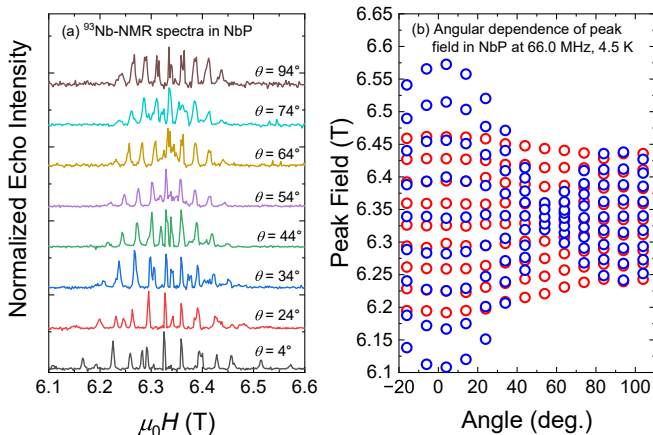 (a) ⁹³Nb-NMR spectra in NbP
θ = 94°
θ = 74°
θ = 64°
θ = 54°
θ = 44°
θ = 34°
θ = 24°
θ = 4°
Normalized Echo Intensity
6.1 6.2 6.3 6.4 6.5 6.6
μ₀H (T)
(b) Angular dependence of peak
field in NbP at 66.0 MHz, 4.5 K
Peak Field (T)
6.65
6.6
6.55
6.5
6.45
6.4
6.35
6.3
6.25
6.2
6.15
6.1
-20 0 20 40 60 80 100
Angle (deg.)